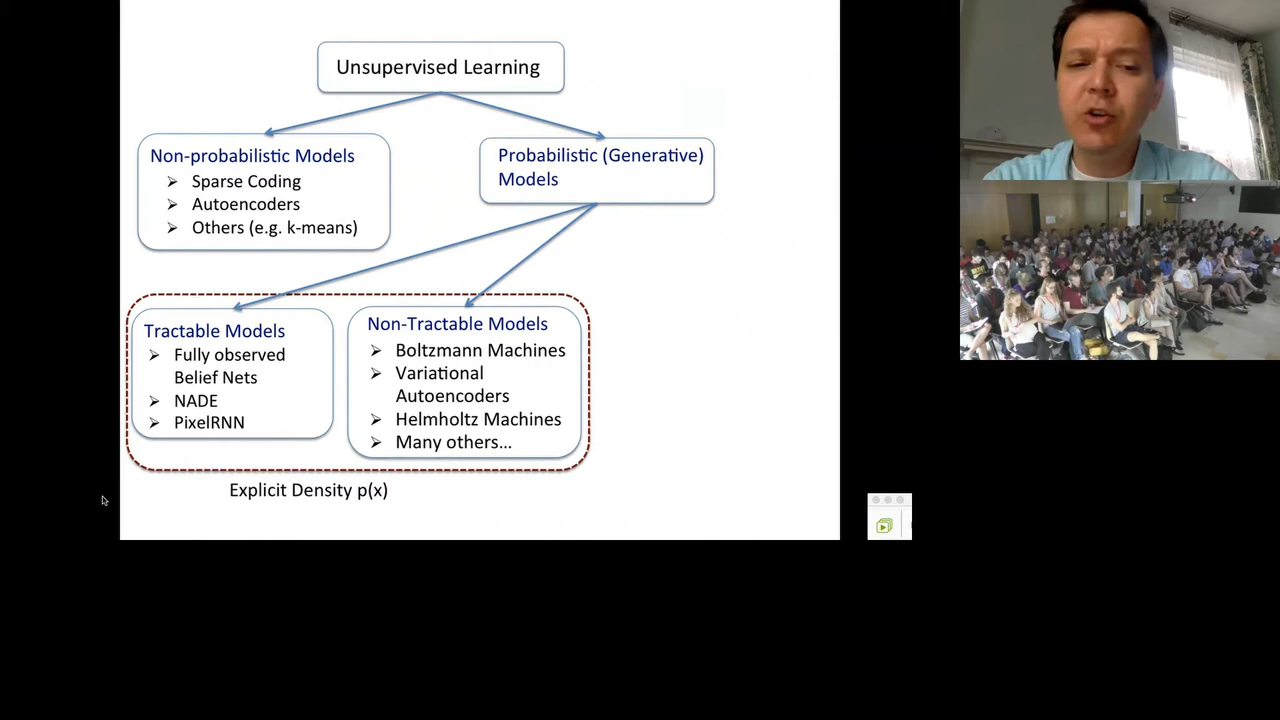 Unsupervised Learning
Non-probabilistic Models
➢ Sparse Coding
➢ Autoencoders
➢ Others (e.g. k-means)
Probabilistic (Generative)
Models
Tractable Models
➢ Fully observed
Belief Nets
➢ NADE
➢ PixelRNN
Non-Tractable Models
➢ Boltzmann Machines
➢ Variational
Autoencoders
➢ Helmholtz Machines
➢ Many others…
Explicit Density p(x)